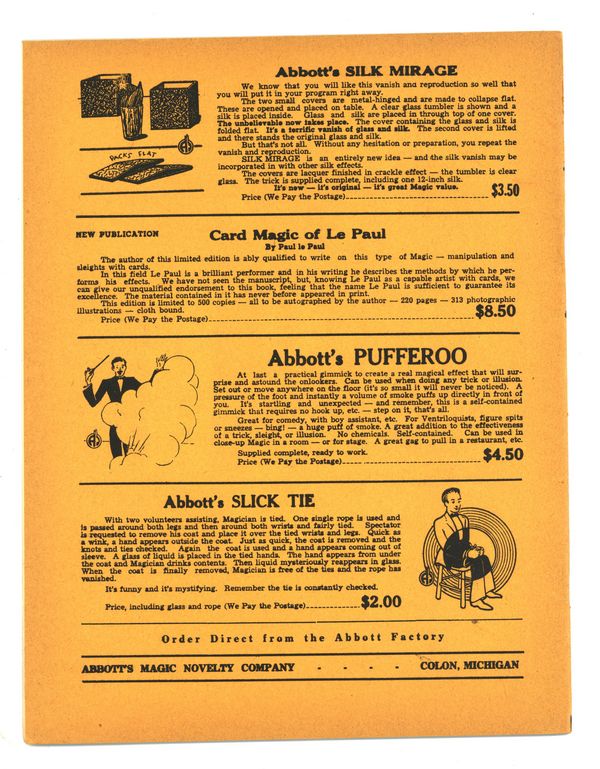 Abbott's SILK MIRAGE
We know that you will like this vanish and reproduction so well that
you will put it in your program right away.
The two small covers are metal-hinged and are made to collapse flat.
These are opened and placed on table. A clear glass tumbler is shown and a
silk is placed inside. Glass and silk are placed in through top of one cover.
The unbelievable now takes place. The cover containing the glass and silk is
folded flat. It's a terrific vanish of glass and silk. The second cover is lifted
and there stands the original glass and silk.
But that's not all. Without any hesitation or preparation, you repeat the
vanish and reproduction.
SILK MIRAGE is an entirely new idea — and the silk vanish may be
incorporated in with other silk effects.
The covers are lacquer finished in crackle effect — the tumbler is clear
glass. The trick is supplied complete, including one 12-inch silk.
It's new — it's original — it's great Magic value.
Price (We Pay the Postage) $3.50
PACKS FLAT
NEW PUBLICATION
Card Magic of Le Paul
By Paul le Paul
The author of this limited edition is ably qualified to write on this type of Magic — manipulation and
sleights with cards.
In this field Le Paul is a brilliant performer and in his writing he describes the methods by which he per-
forms his effects. We have not seen the manuscript, but, knowing Le Paul as a capable artist with cards, we
can give our unqualified endorsement to this book, feeling that the name Le Paul is sufficient to guarantee its
excellence. The material contained in it has never before appeared in print.
This edition is limited to 500 copies — all to be autographed by the author — 220 pages — 313 photographic
illustrations — cloth bound.
Price (We Pay the Postage) $8.50
Abbott's PUFFEROO
At last a practical gimmick to create a real magical effect that will sur-
prise and astound the onlookers. Can be used when doing any trick or illusion.
Set out or move anywhere on the floor (it's so small it will never be noticed). A
pressure of the foot and instantly a volume of smoke puffs up directly in front of
you. It's startling and unexpected — and remember, this is a self-contained
gimmick that requires no hook up, etc. — step on it, that's all.
Great for comedy, with boy assistant, etc. For Ventriloquists, figure spits
or sneezes — bing! — a huge puff of smoke. A great addition to the effectiveness
of a trick, sleight, or illusion. No chemicals. Self-contained. Can be used in
close-up Magic in a room — or for stage. A great gag to pull in a restaurant, etc.
Supplied complete, ready to work.
Price (We Pay the Postage) $4.50
Abbott's SLICK TIE
With two volunteers assisting, Magician is tied. One single rope is used and
is passed around both legs and then around both wrists and fairly tied. Spectator
is requested to remove his coat and place it over the tied wrists and legs. Quick as
a wink, a hand appears outside the coat. Just as quick, the coat is removed and the
knots and ties checked. Again the coat is used and a hand appears coming out of
sleeve. A glass of liquid is placed in the tied hands. The hand appears from under
the coat and Magician drinks contents. Then liquid mysteriously reappears in glass.
When the coat is finally removed, Magician is free of the ties and the rope has
vanished.
It's funny and it's mystifying. Remember the tie is constantly checked.
Price, including glass and rope (We Pay the Postage) $2.00
Order Direct from the Abbott Factory
ABBOTT'S MAGIC NOVELTY COMPANY - - - - COLON, MICHIGAN